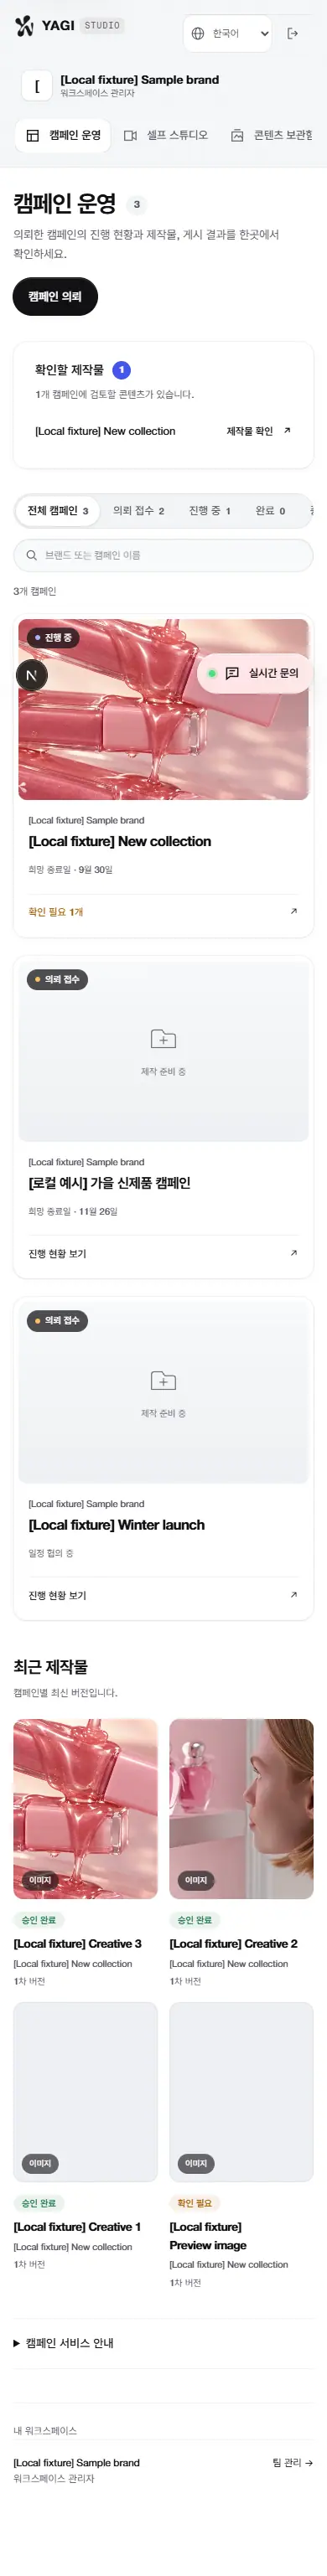 YAGI STUDIO
한국어
[
[Local fixture] Sample brand
워크스페이스 관리자
캠페인 운영
셀프 스튜디오
콘텐츠 보관함
캠페인 운영 3
의뢰한 캠페인의 진행 현황과 제작물, 게시 결과를 한곳에서
확인하세요.
캠페인 의뢰
확인할 제작물 1
1개 캠페인에 검토할 콘텐츠가 있습니다.
[Local fixture] New collection
제작물 확인
전체 캠페인 3
의뢰 접수 2
진행 중 1
완료 0
브랜드 또는 캠페인 이름
3개 캠페인
진행 중
N
실시간 문의
[Local fixture] Sample brand
[Local fixture] New collection
희망 종료일 · 9월 30일
확인 필요 1개
의뢰 접수
제작 준비 중
[Local fixture] Sample brand
[로컬 예시] 가을 신제품 캠페인
희망 종료일 · 11월 26일
진행 현황 보기
의뢰 접수
제작 준비 중
[Local fixture] Sample brand
[Local fixture] Winter launch
일정 협의 중
진행 현황 보기
최근 제작물
캠페인별 최신 버전입니다.
이미지
승인 완료
[Local fixture] Creative 3
[Local fixture] New collection
1차 버전
이미지
승인 완료
[Local fixture] Creative 2
[Local fixture] New collection
1차 버전
이미지
승인 완료
[Local fixture] Creative 1
[Local fixture] New collection
1차 버전
이미지
확인 필요
[Local fixture]
Preview image
[Local fixture] New collection
1차 버전
캠페인 서비스 안내
내 워크스페이스
[Local fixture] Sample brand
워크스페이스 관리자
팀 관리 →